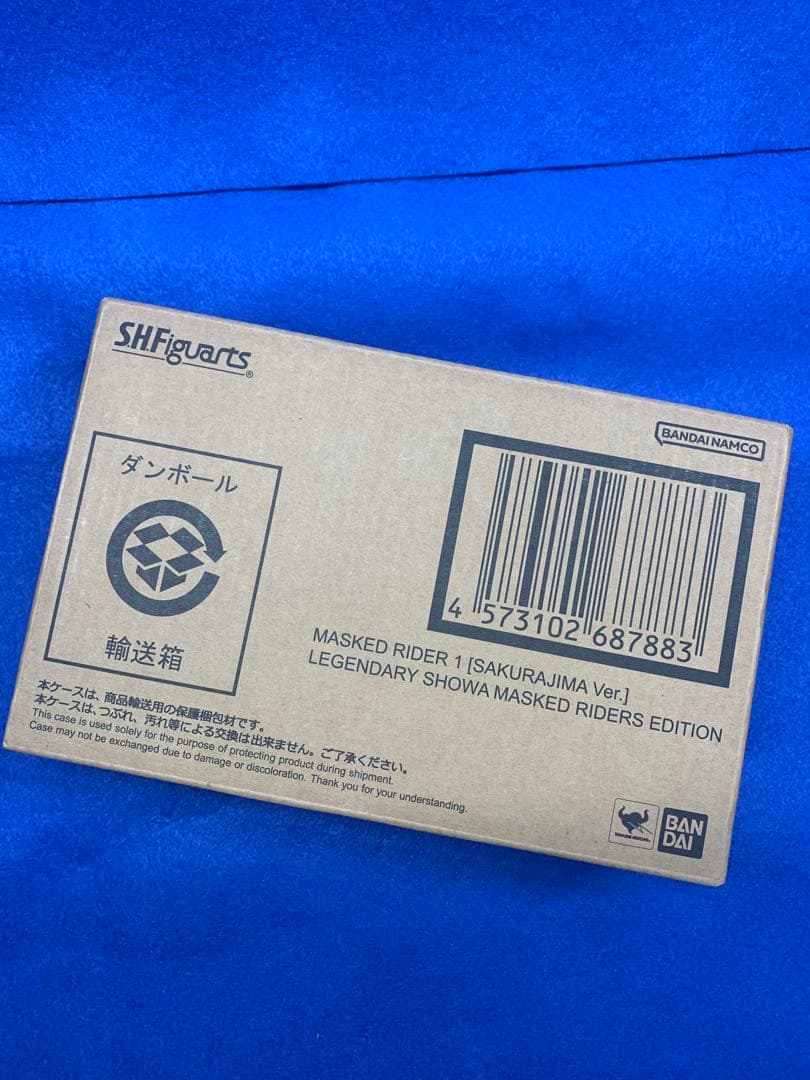 S.H.Figuarts®
BANDAI NAMCO
ダンボール
輸送箱
4 573102 687883
MASKED RIDER 1 [SAKURAJIMA Ver.]
LEGENDARY SHOWA MASKED RIDERS EDITION
本ケースは、商品輸送用の保護梱包材です。
本ケースは、つぶれ、汚れ等による交換は出来ません。ご了承ください。
This case is used solely for the purpose of protecting product during shipment.
Case may not be exchanged due to damage or discoloration. Thank you for your understanding.
BAN
DAI